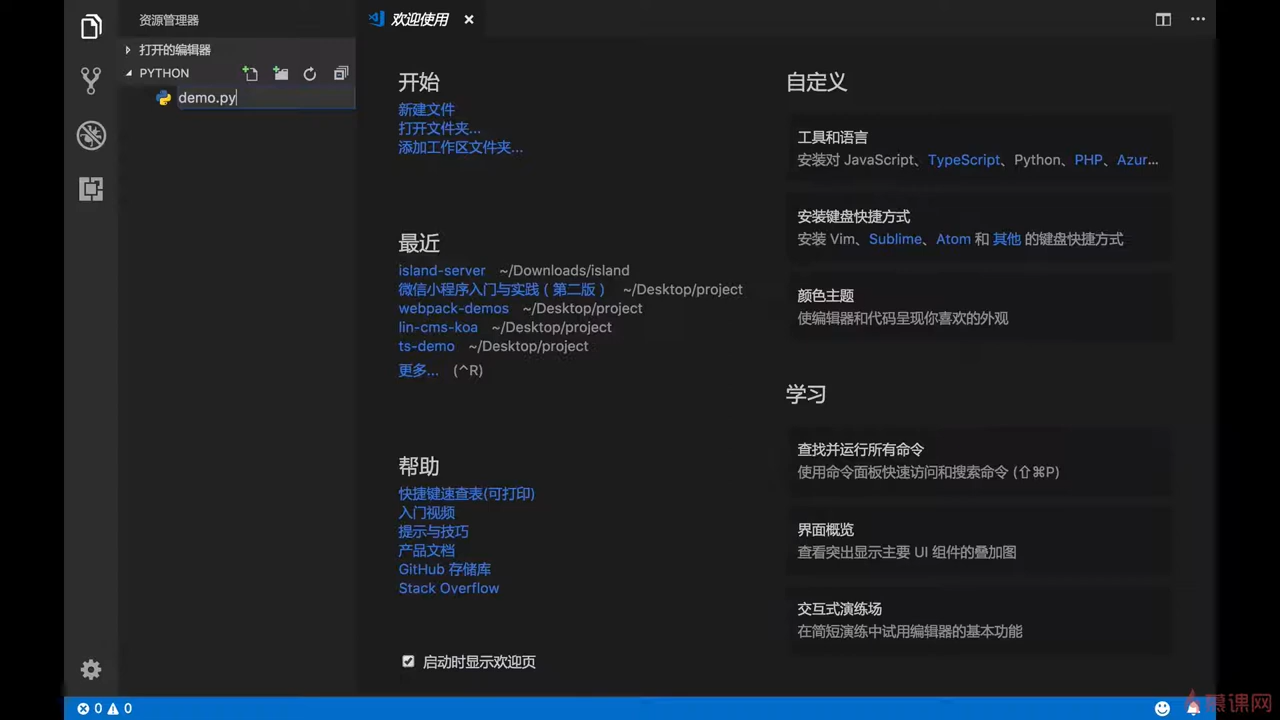 资源管理器
打开的编辑器
PYTHON
demo.py
欢迎使用
开始
新建文件
打开文件夹...
添加工作区文件夹...
最近
island-server ~/Downloads/island
微信小程序入门与实践（第二版） ~/Desktop/project
webpack-demos ~/Desktop/project
lin-cms-koa ~/Desktop/project
ts-demo ~/Desktop/project
更多... (^R)
帮助
快捷键速查表(可打印)
入门视频
提示与技巧
产品文档
GitHub 存储库
Stack Overflow
启动时显示欢迎页
自定义
工具和语言
安装对 JavaScript、TypeScript、Python、PHP、Azur...
安装键盘快捷方式
安装 Vim、Sublime、Atom 和 其他 的键盘快捷方式
颜色主题
使编辑器和代码呈现你喜欢的外观
学习
查找并运行所有命令
使用命令面板快速访问和搜索命令 (⇧⌘P)
界面概览
查看突出显示主要 UI 组件的叠加图
交互式演练场
在简短演练中试用编辑器的基本功能
0 0
慕课网